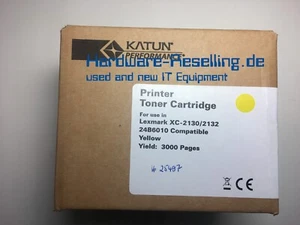 KATUN
PERFORMANCE
Hardware-Reselling.de
used and new IT Equipment
Printer
Toner Cartridge
For use in
Lexmark XC-2130/2132
24B6010 Compatible
Yellow
Yield: 3000 Pages
# 25497
CE